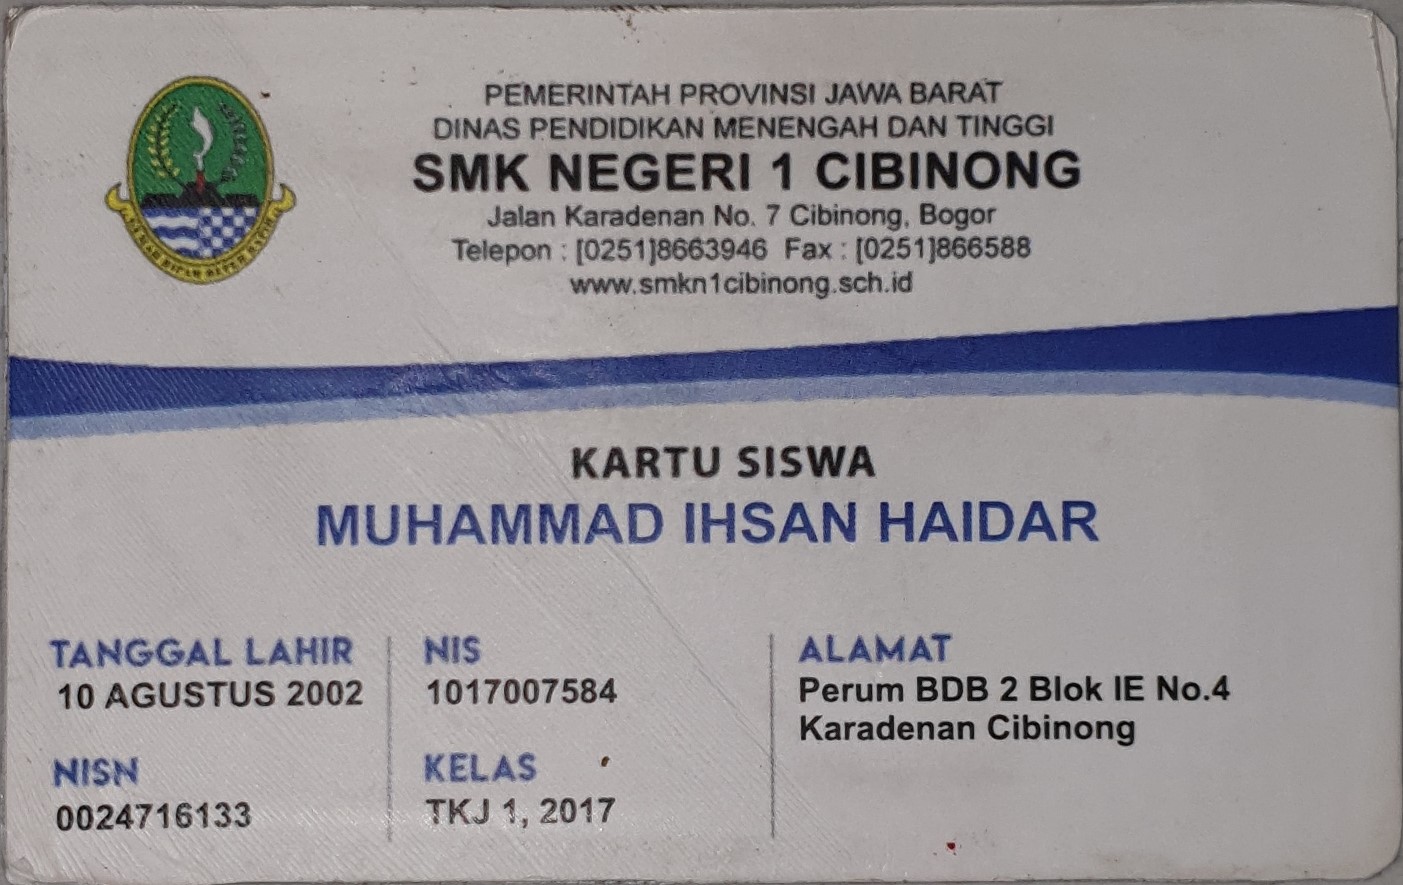 PEMERINTAH PROVINSI JAWA BARAT
DINAS PENDIDIKAN MENENGAH DAN TINGGI
SMK NEGERI 1 CIBINONG
Jalan Karadenan No. 7 Cibinong, Bogor
Telepon : [0251]8663946 Fax : [0251]866588
www.smkn1cibinong.sch.id
KARTU SISWA
MUHAMMAD IHSAN HAIDAR
TANGGAL LAHIR
10 AGUSTUS 2002
NISN
0024716133
NIS
1017007584
KELAS
TKJ 1, 2017
ALAMAT
Perum BDB 2 Blok IE No.4
Karadenan Cibinong